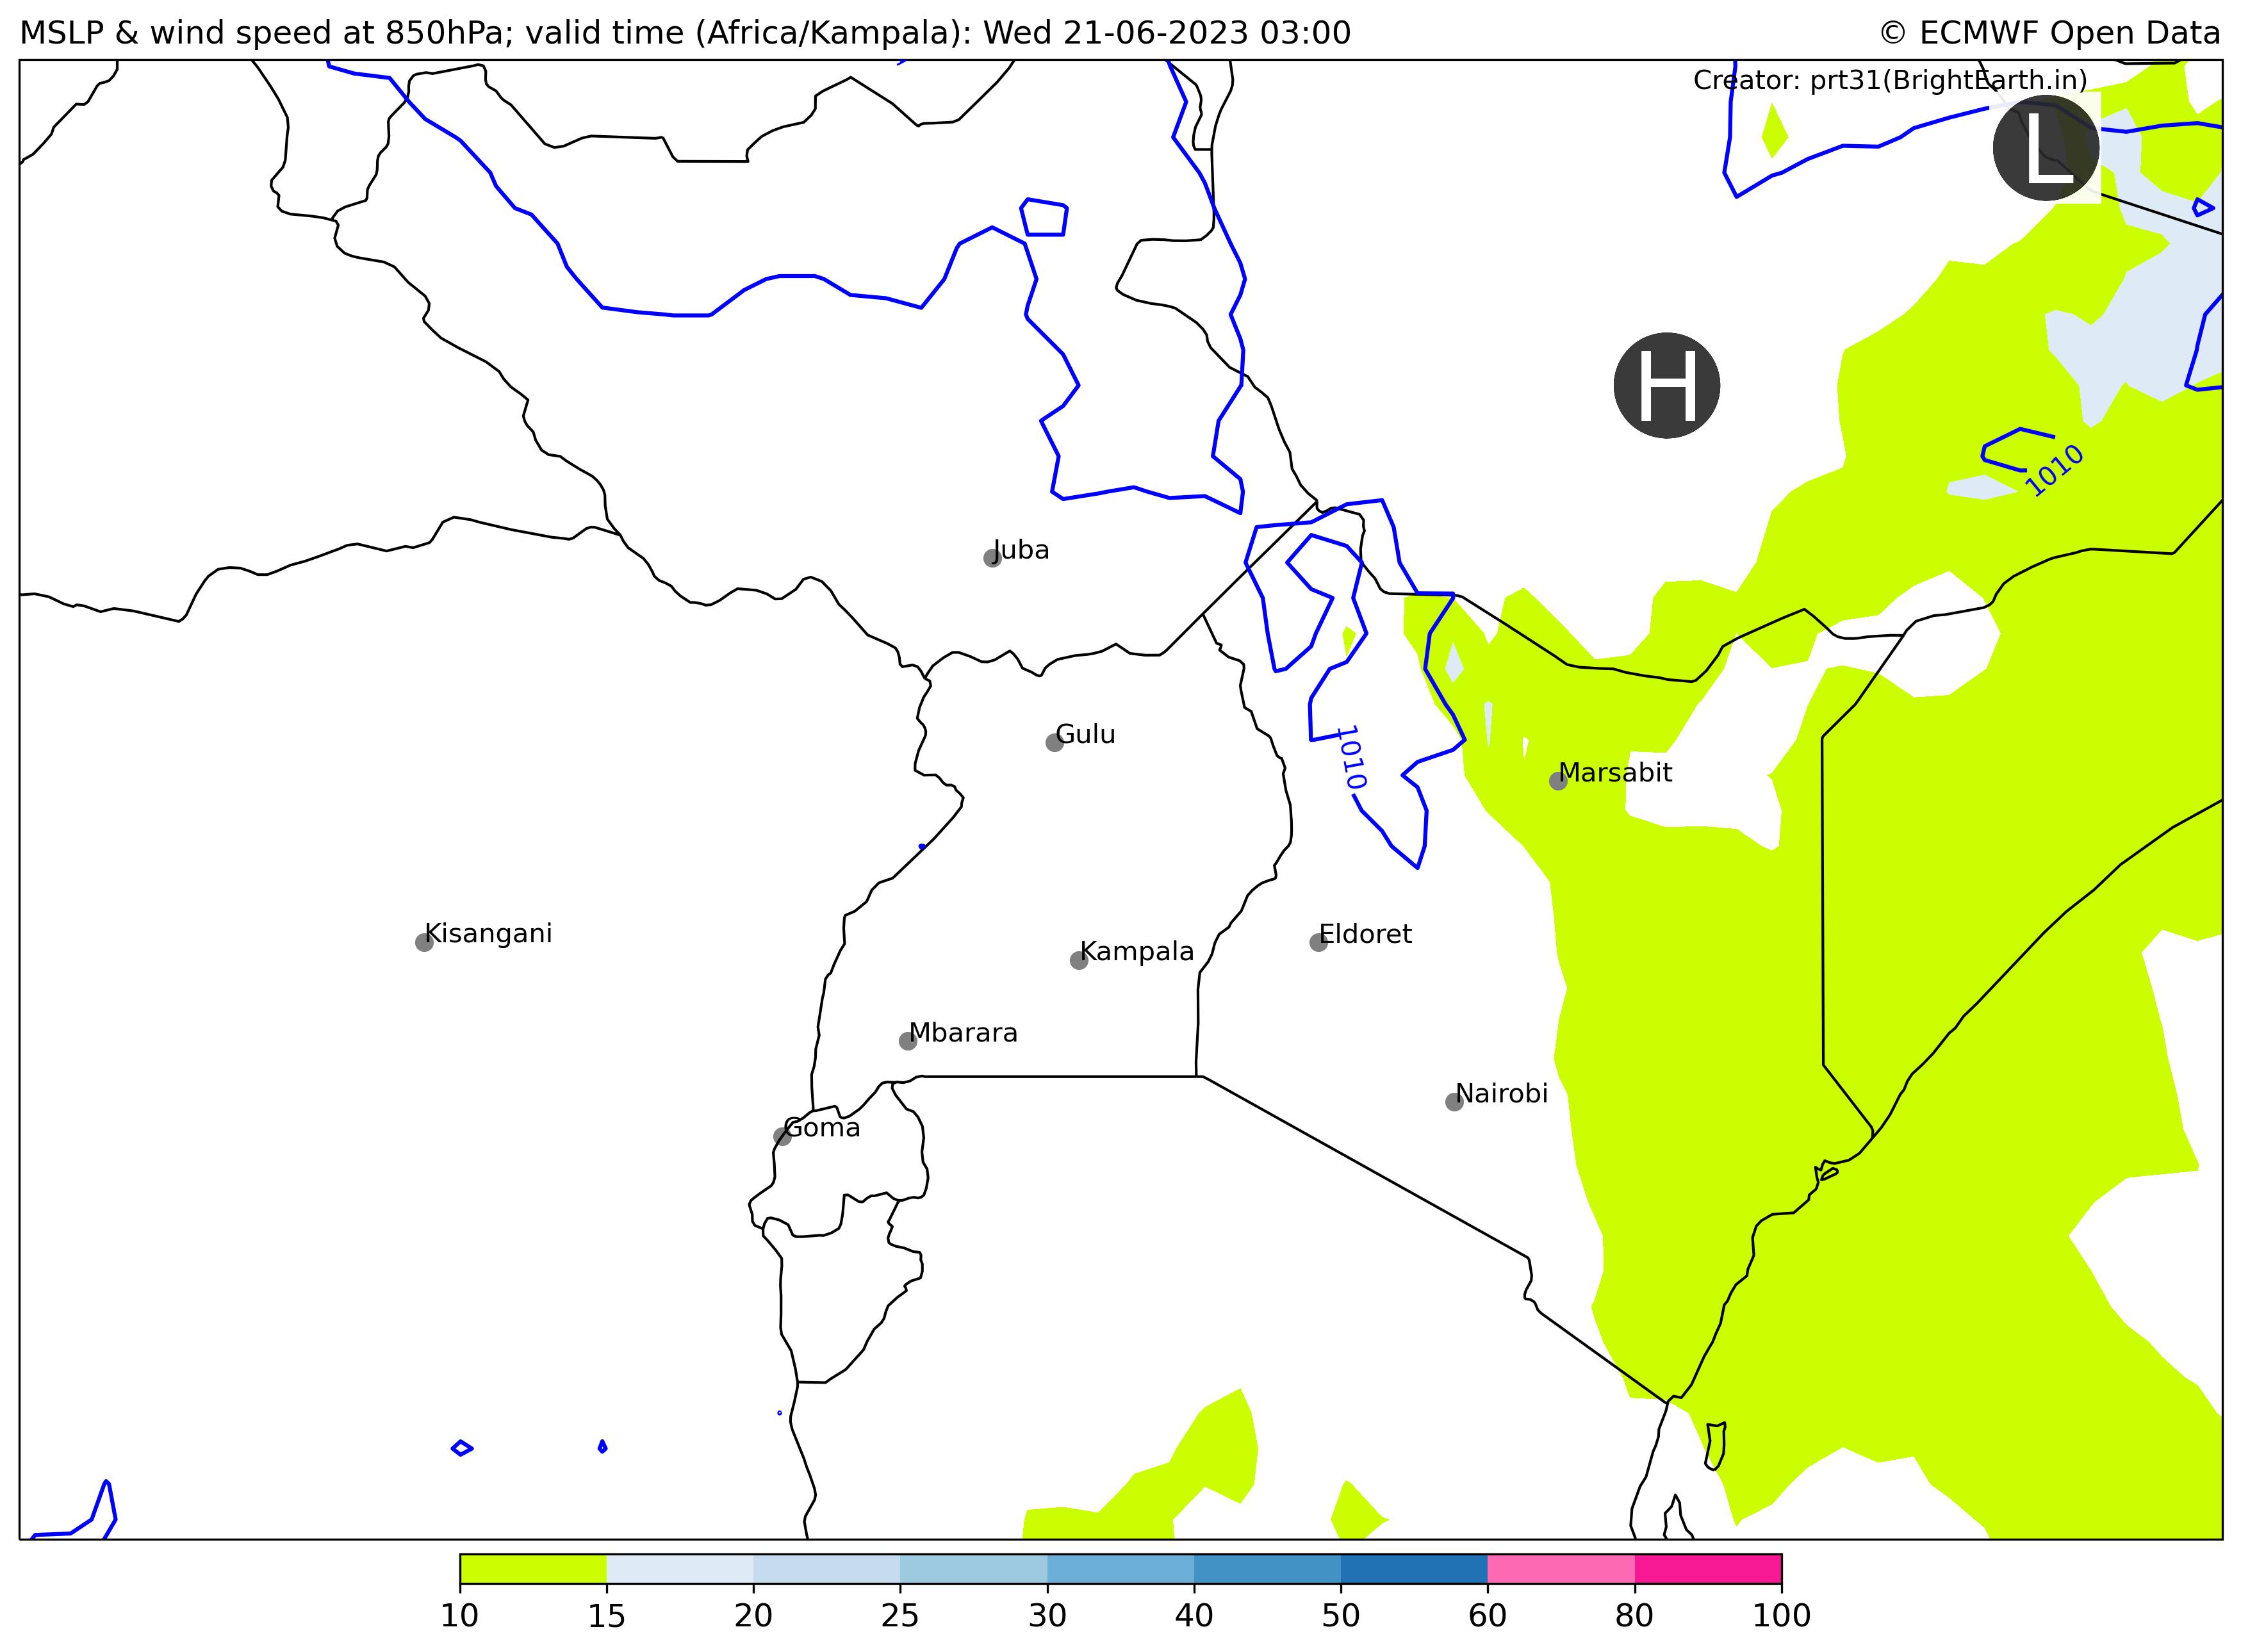 MSLP & wind speed at 850hPa; valid time (Africa/Kampala): Wed 21-06-2023 03:00
© ECMWF Open Data
Creator: prt31(BrightEarth.in)
L
H
1010
Juba
Gulu
1010
Marsabit
Kisangani
Eldoret
Kampala
Mbarara
Nairobi
Goma
10 15 20 25 30 40 50 60 80 100